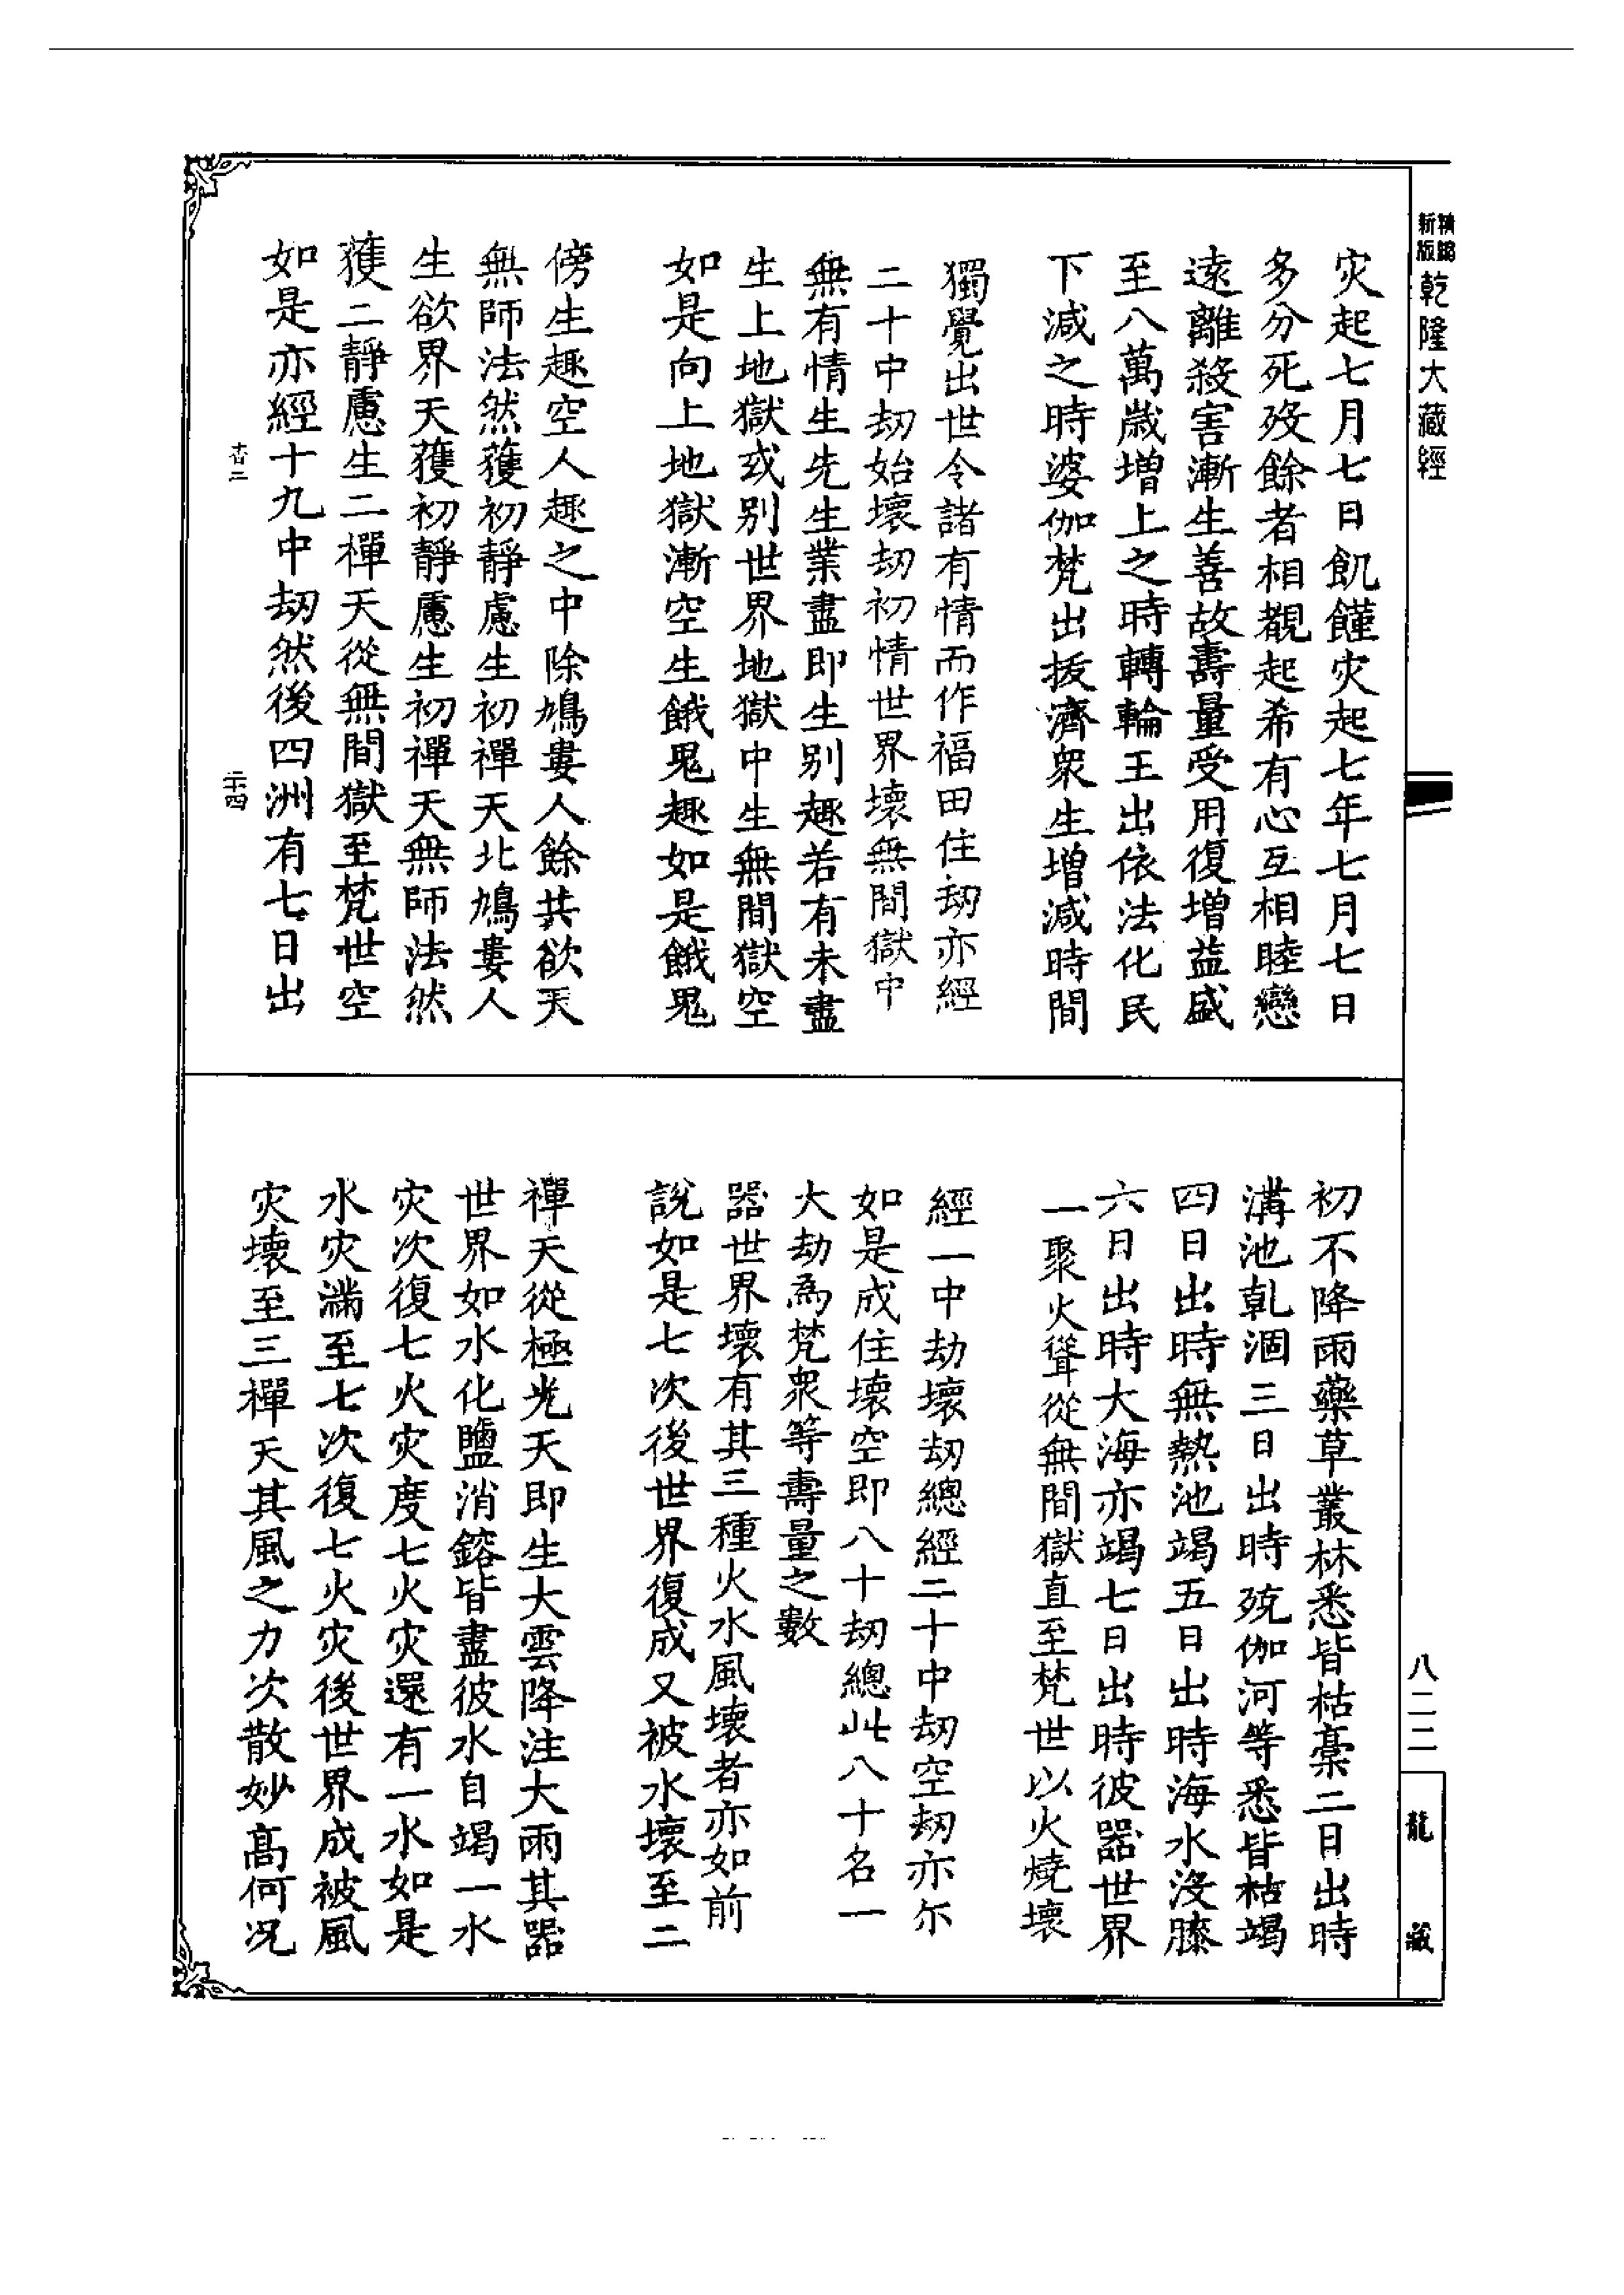 精縮新版乾隆大藏經
灾起七月七日飢饉灾起七年七月七日
多分死歿餘者相覩起希有心互相睦戀
遠離殺害漸生善故壽量受用復增益盛
至八萬歲增上之時轉輪王出依法化民
下減之時婆伽梵出拔濟衆生增減時間
獨覺出世令諸有情而作福田住劫亦經
二十中劫始壞劫初情世界壞無間獄中
無有情生先生業盡即生別趣若有未盡
生上地獄或別世界地獄中生無間獄空
如是向上地獄漸空生餓鬼趣如是餓鬼
傍生趣空人趣之中除鳩婁人餘共欲天
無師法然獲初靜慮生初禪天北鳩婁人
生欲界天獲初靜慮生初禪天無師法然
獲二靜慮生二禪天從無間獄至梵世空
如是亦經十九中劫然後四洲有七日出
二十四
初不降雨藥草叢林悉皆枯槀二日出時
溝池乹涸三日出時殑伽河等悉皆枯竭
四日出時無熱池竭五日出時海水沒膝
六日出時大海亦竭七日出時彼器世界
一聚火聳從無間獄直至梵世以火燒壞
經一中劫壞劫總經二十中劫空劫亦尔
如是成住壞空即八十劫總此八十名一
大劫為梵衆等壽量之數
器世界壞有其三種火水風壞者亦如前
說如是七次後世界復成又被水壞至二
禪天從極光天即生大雲降注大雨其器
世界如水化鹽消鎔皆盡彼水自竭一水
灾次復七火灾度七火灾還有一水如是
水灾滿至七次復七火灾後世界成被風
灾壞至三禪天其風之力次散妙髙何况
八二二
龍藏